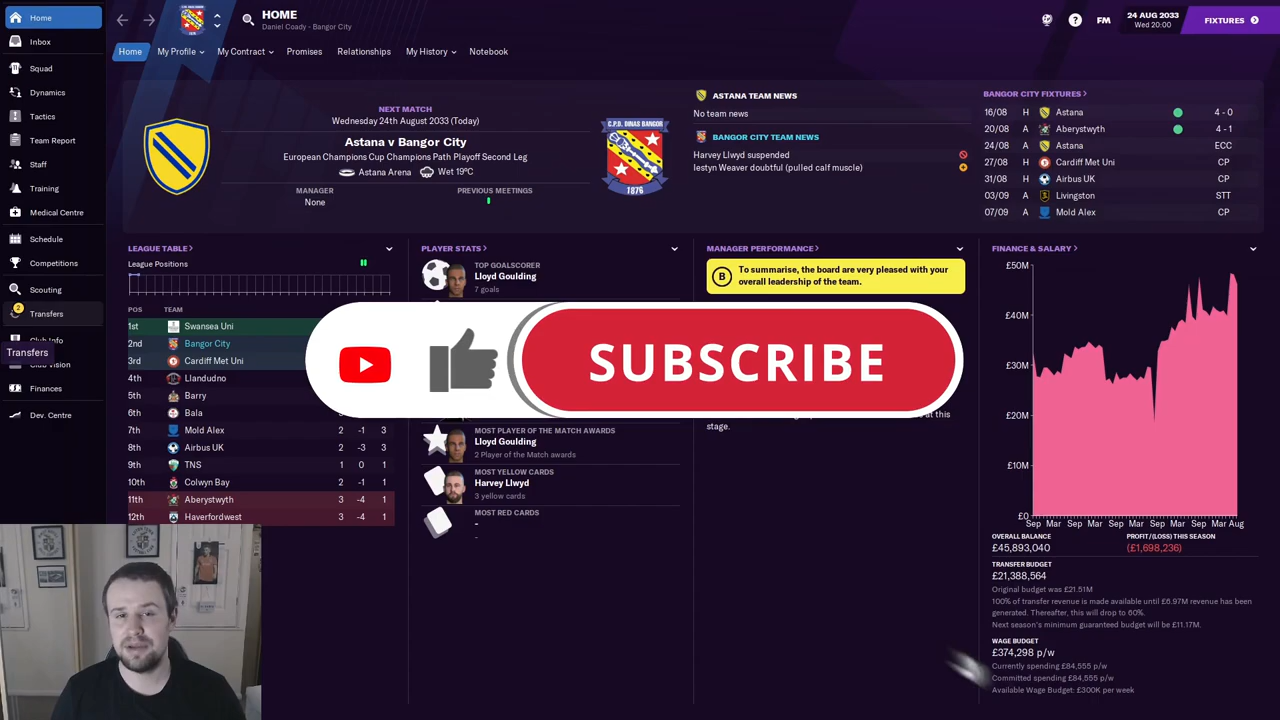 Home
Inbox
Squad
Dynamics
Tactics
Team Report
Staff
Training
Medical Centre
Schedule
Competitions
Scouting
2
Transfers
Club Info
Transfers
Club Vision
Finances
Dev. Centre
HOME
Daniel Coady - Bangor City
?
FM
24 AUG 2033
Wed 20:00
FIXTURES
Home
My Profile
My Contract
Promises
Relationships
My History
Notebook
NEXT MATCH
Wednesday 24th August 2033 (Today)
Astana v Bangor City
European Champions Cup Champions Path Playoff Second Leg
Astana Arena
Wet 19ºC
MANAGER
None
PREVIOUS MEETINGS
C.P.D. DINAS BANGOR
1876
ASTANA TEAM NEWS
No team news
BANGOR CITY TEAM NEWS
Harvey Llwyd suspended
Iestyn Weaver doubtful (pulled calf muscle)
BANGOR CITY FIXTURES
16/08 H Astana 4 - 0
20/08 A Aberystwyth 4 - 1
24/08 A Astana ECC
27/08 H Cardiff Met Uni CP
31/08 H Airbus UK CP
03/09 A Livingston STT
07/09 A Mold Alex CP
LEAGUE TABLE
League Positions
POS TEAM
1st Swansea Uni
2nd Bangor City
3rd Cardiff Met Uni
4th Llandudno
5th Barry
6th Bala
7th Mold Alex 2 -1 3
8th Airbus UK 2 -3 3
9th TNS 1 0 1
10th Colwyn Bay 2 -1 1
11th Aberystwyth 3 -4 1
12th Haverfordwest 3 -4 1
PLAYER STATS
TOP GOALSCORER
Lloyd Goulding
7 goals
MOST PLAYER OF THE MATCH AWARDS
Lloyd Goulding
2 Player of the Match awards
MOST YELLOW CARDS
Harvey Llwyd
3 yellow cards
MOST RED CARDS
-
-
MANAGER PERFORMANCE
B
To summarise, the board are very pleased with your
overall leadership of the team.
at this
stage.
SUBSCRIBE
FINANCE & SALARY
£50M
£40M
£30M
£20M
£10M
£0
Sep Mar Sep Mar Sep Mar Sep Mar Sep Mar Aug
OVERALL BALANCE
£45,893,040
PROFIT/(LOSS) THIS SEASON
(£1,698,236)
TRANSFER BUDGET
£21,388,564
Original budget was £21.51M
100% of transfer revenue is made available until £6.97M revenue has been
generated. Thereafter, this will drop to 60%.
Next season's minimum guaranteed budget will be £11.17M.
WAGE BUDGET
£374,298 p/w
Currently spending £84,555 p/w
Committed spending £84,555 p/w
Available Wage Budget: £300K per week